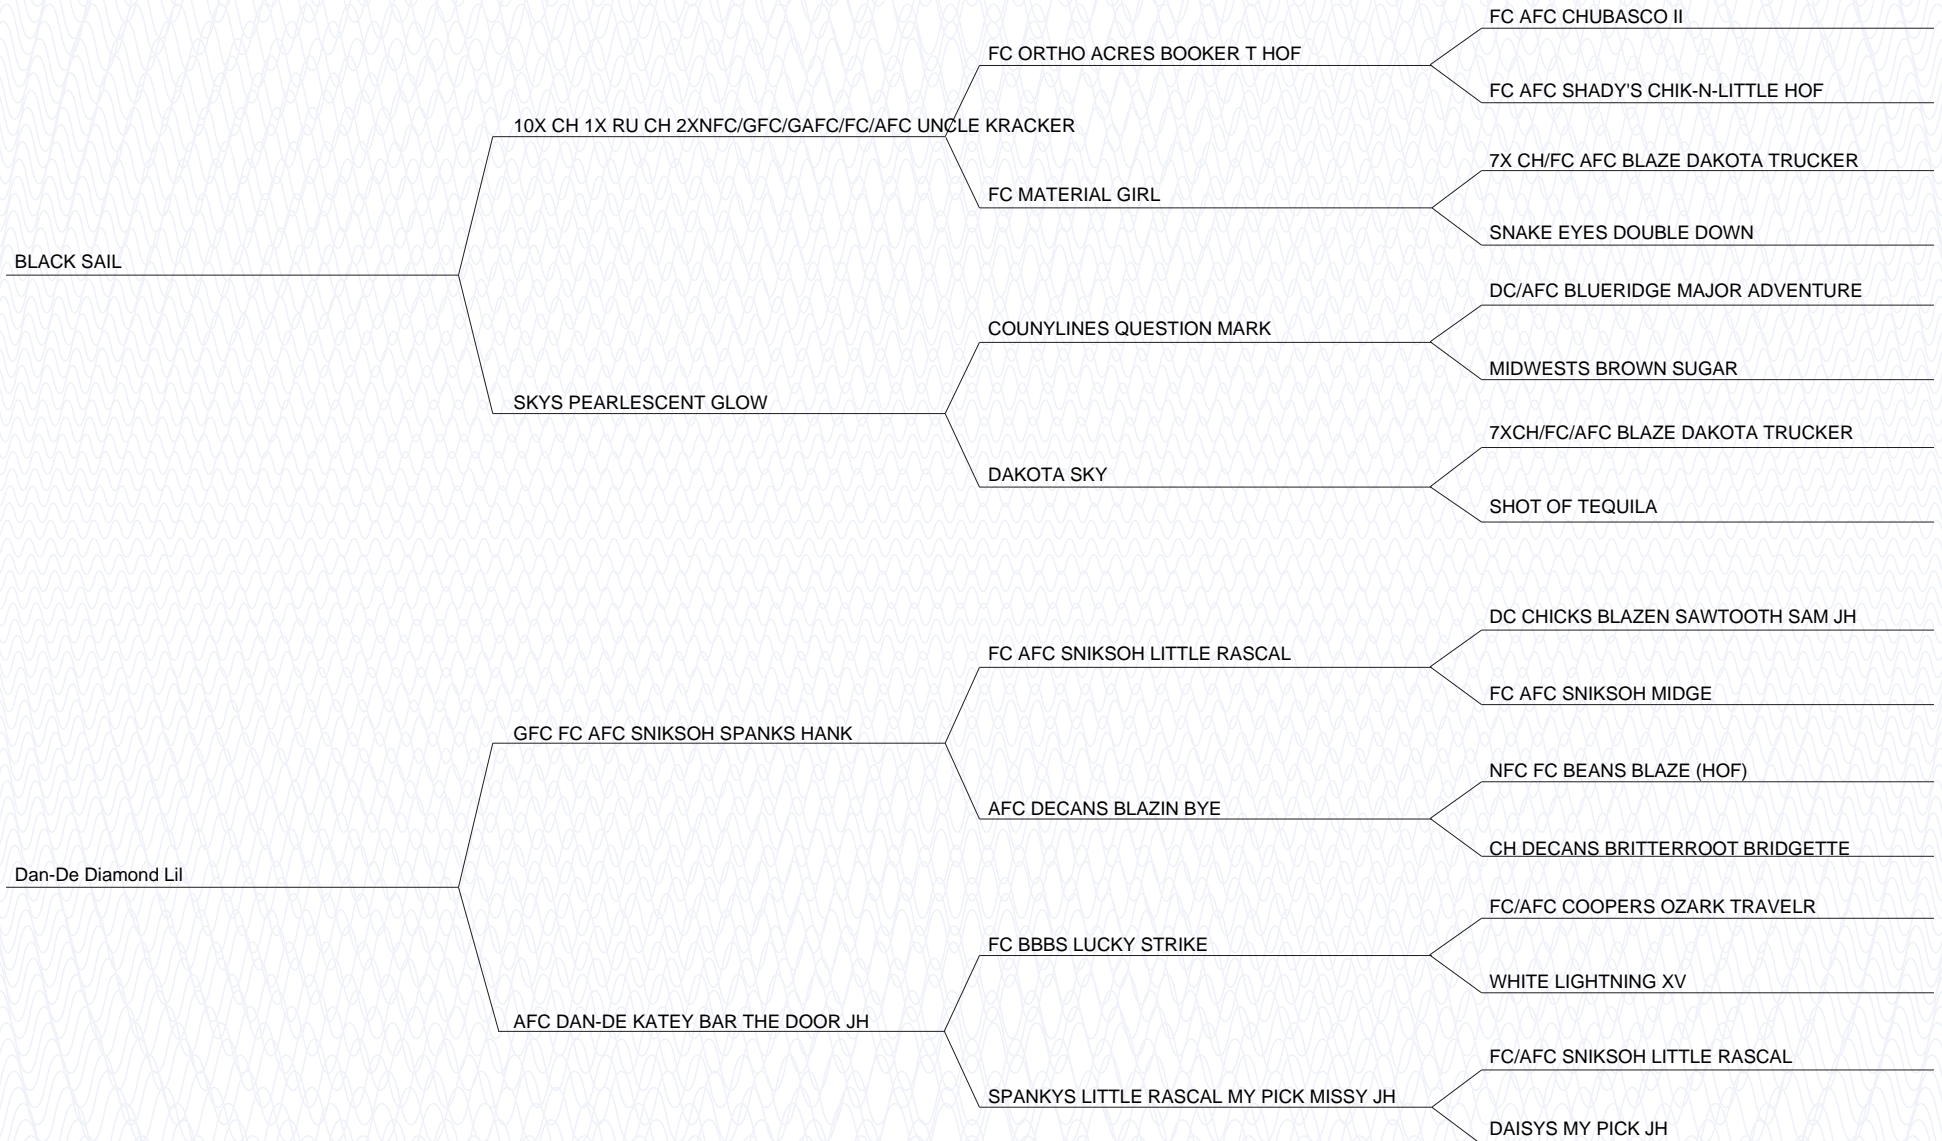 FC AFC CHUBASCO II
FC ORTHO ACRES BOOKER T HOF
FC AFC SHADY'S CHIK-N-LITTLE HOF
10X CH 1X RU CH 2XNFC/GFC/GAFC/FC/AFC UNCLE KRACKER
7X CH/FC AFC BLAZE DAKOTA TRUCKER
FC MATERIAL GIRL
SNAKE EYES DOUBLE DOWN
BLACK SAIL
DC/AFC BLUERIDGE MAJOR ADVENTURE
COUNYLINES QUESTION MARK
MIDWESTS BROWN SUGAR
SKYS PEARLESCENT GLOW
7XCH/FC/AFC BLAZE DAKOTA TRUCKER
DAKOTA SKY
SHOT OF TEQUILA
DC CHICKS BLAZEN SAWTOOTH SAM JH
FC AFC SNIKSOH LITTLE RASCAL
FC AFC SNIKSOH MIDGE
GFC FC AFC SNIKSOH SPANKS HANK
NFC FC BEANS BLAZE (HOF)
AFC DECANS BLAZIN BYE
CH DECANS BRITTERROOT BRIDGETTE
Dan-De Diamond Lil
FC/AFC COOPERS OZARK TRAVELR
FC BBBS LUCKY STRIKE
WHITE LIGHTNING XV
AFC DAN-DE KATEY BAR THE DOOR JH
FC/AFC SNIKSOH LITTLE RASCAL
SPANKYS LITTLE RASCAL MY PICK MISSY JH
DAISYS MY PICK JH